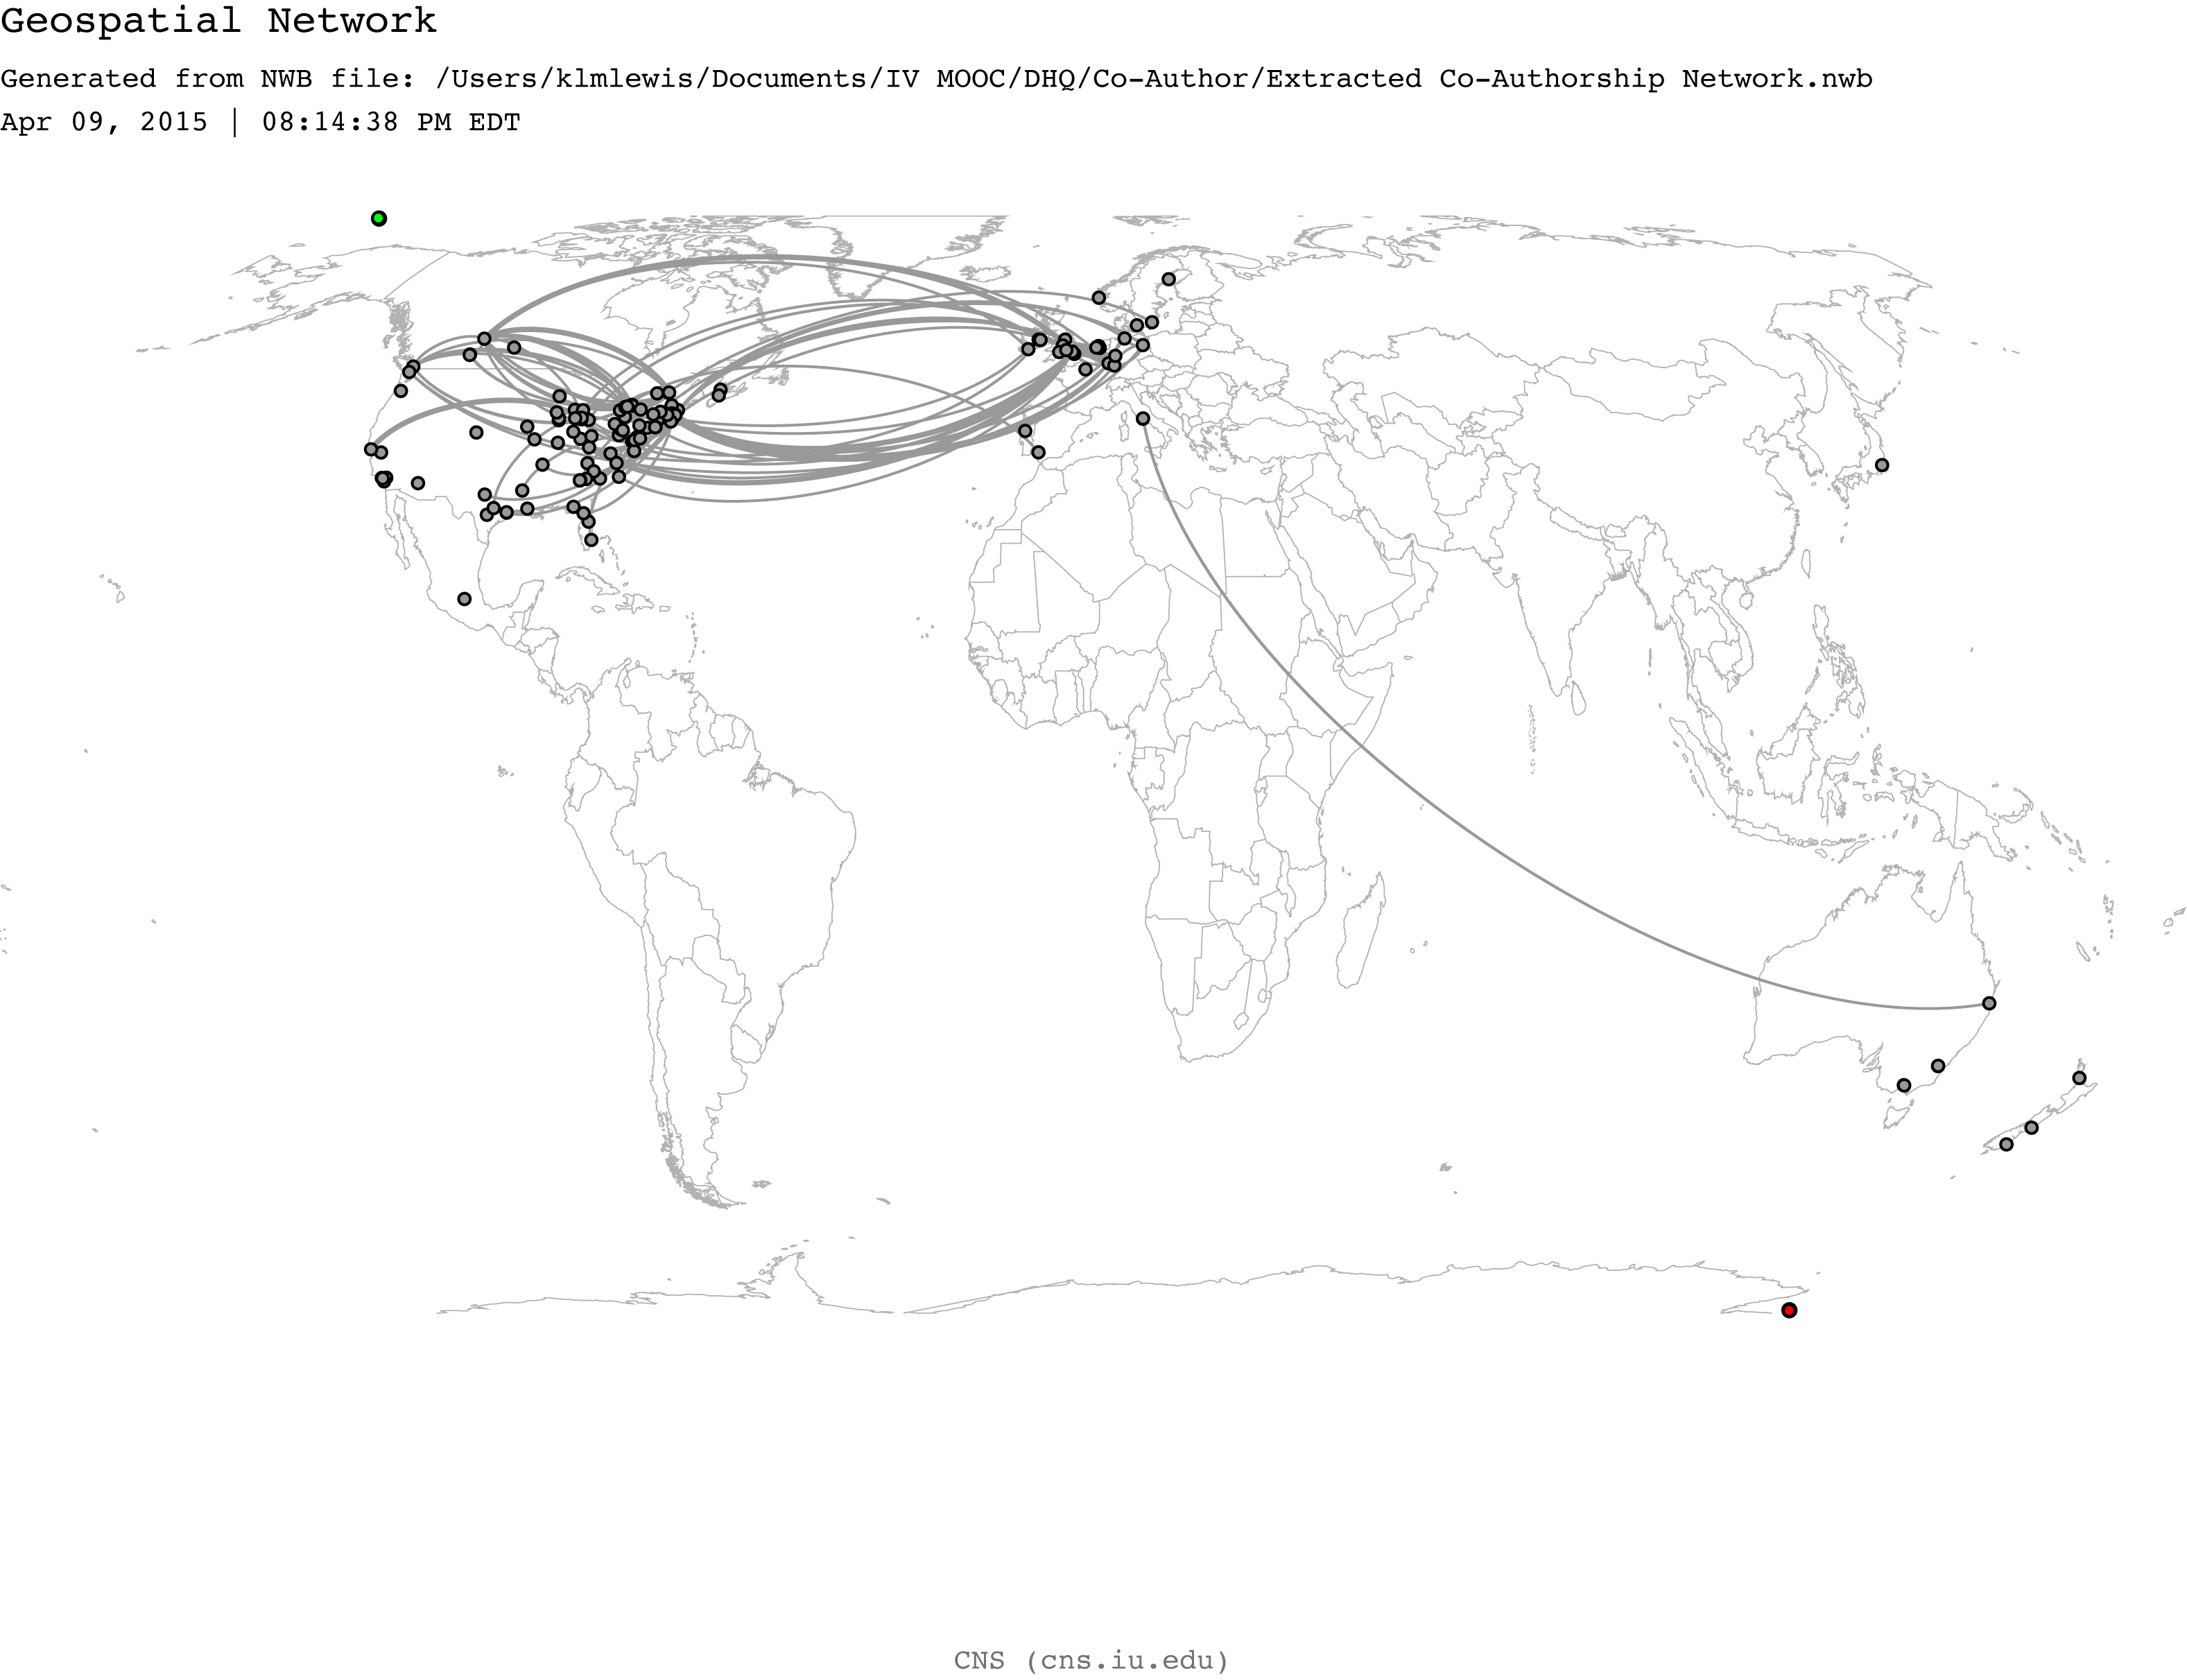 Geospatial Network
Generated from NWB file: /Users/klmlewis/Documents/IV MOOC/DHQ/Co-Author/Extracted Co-Authorship Network.nwb
Apr 09, 2015 | 08:14:38 PM EDT
CNS (cns.iu.edu)